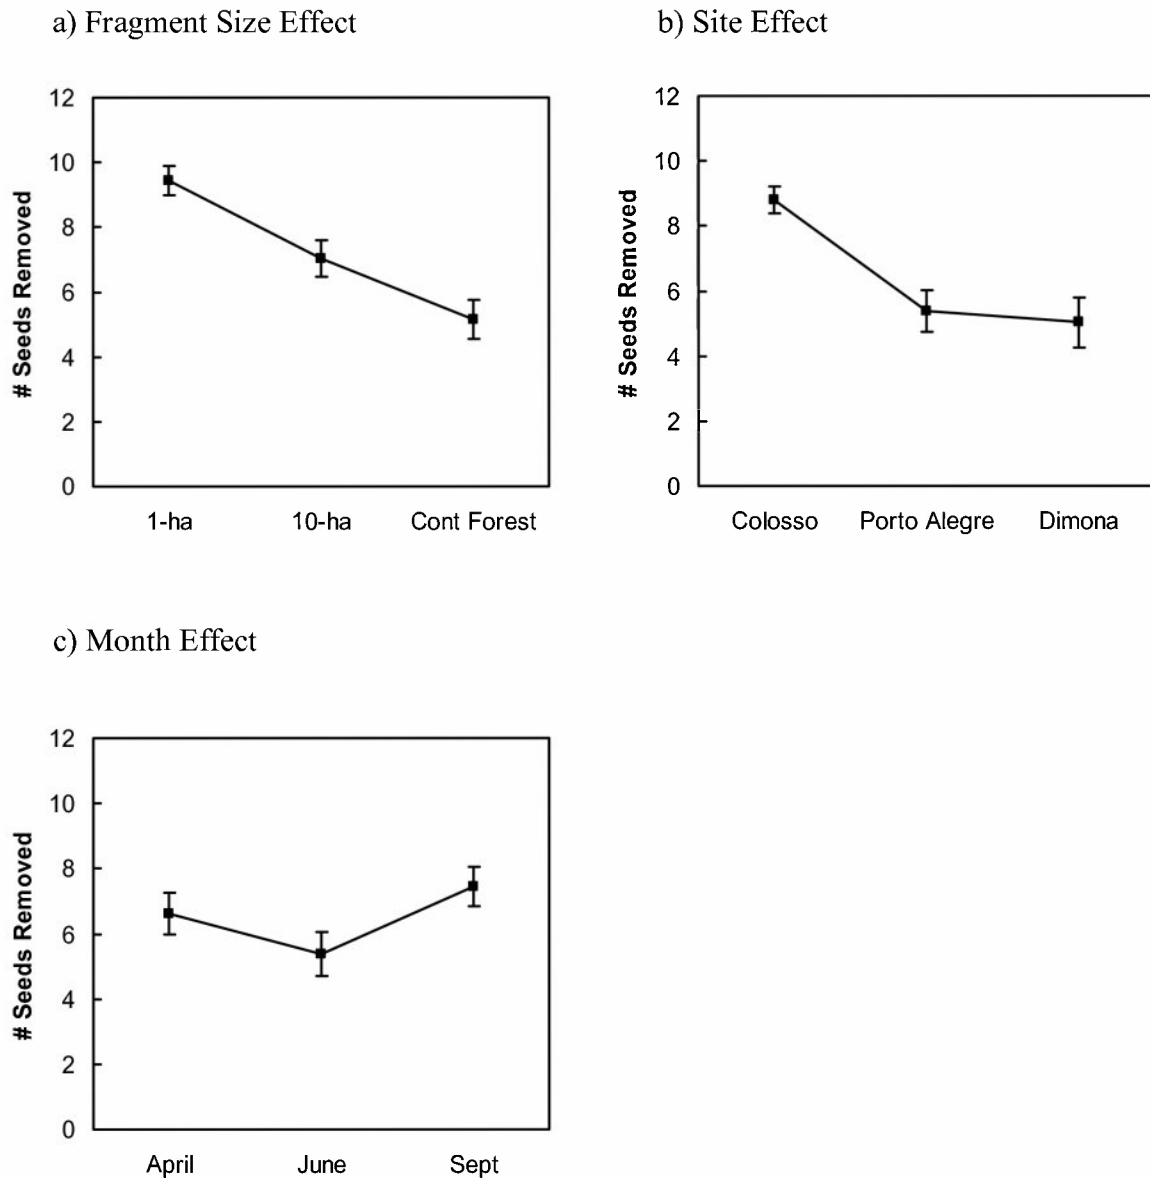 a) Fragment Size Effect
12
10
8
6
4
2
0
# Seeds Removed
1-ha 10-ha Cont Forest
b) Site Effect
12
10
8
6
4
2
0
# Seeds Removed
Colosso Porto Alegre Dimona
c) Month Effect
12
10
8
6
4
2
0
# Seeds Removed
April June Sept